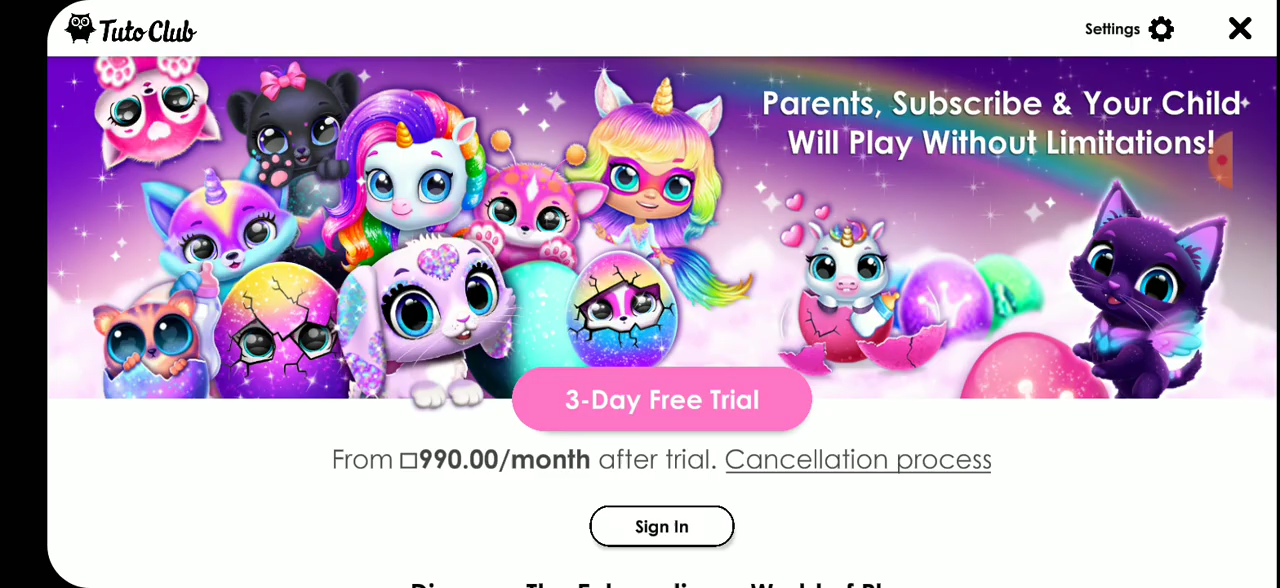 Tuto Club
Settings
Parents, Subscribe & Your Child
Will Play Without Limitations!
3-Day Free Trial
From □990.00/month after trial. Cancellation process
Sign In